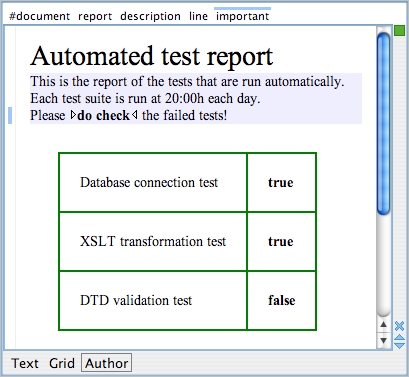 #document report description line important
Automated test report
This is the report of the tests that are run automatically.
Each test suite is run at 20:00h each day.
Please do check the failed tests!
Database connection test true
XSLT transformation test true
DTD validation test false
Text Grid Author